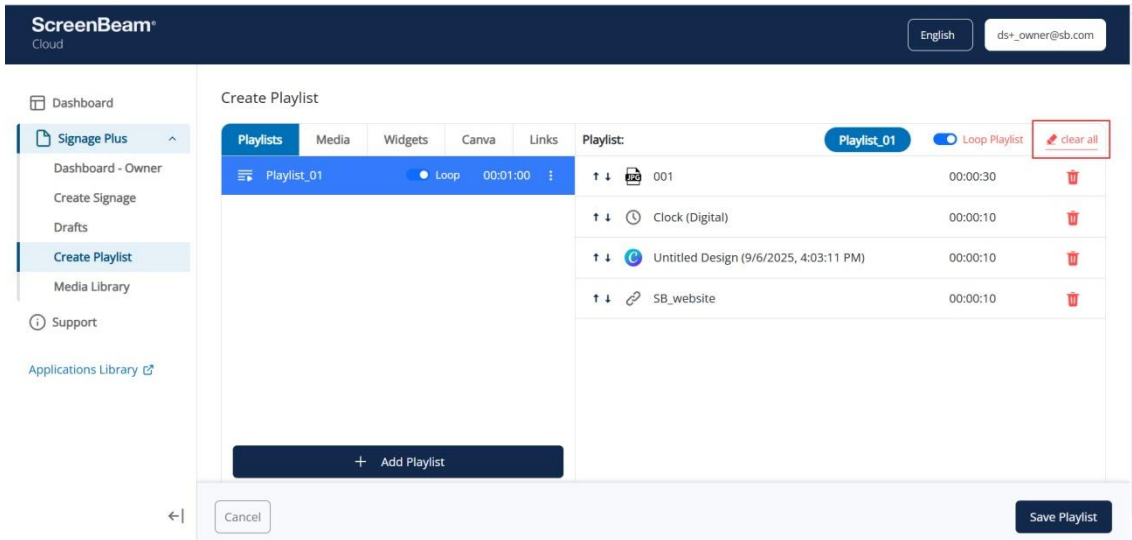 ScreenBeam®
Cloud
English
ds+_owner@sb.com
Dashboard
Signage Plus
Dashboard - Owner
Create Signage
Drafts
Create Playlist
Media Library
Support
Applications Library
Create Playlist
Playlists Media Widgets Canva Links
Playlist_01 Loop 00:01:00
+ Add Playlist
Playlist: Playlist_01 Loop Playlist clear all
JPG 001 00:00:30
Clock (Digital) 00:00:10
Untitled Design (9/6/2025, 4:03:11 PM) 00:00:10
SB_website 00:00:10
Cancel
Save Playlist